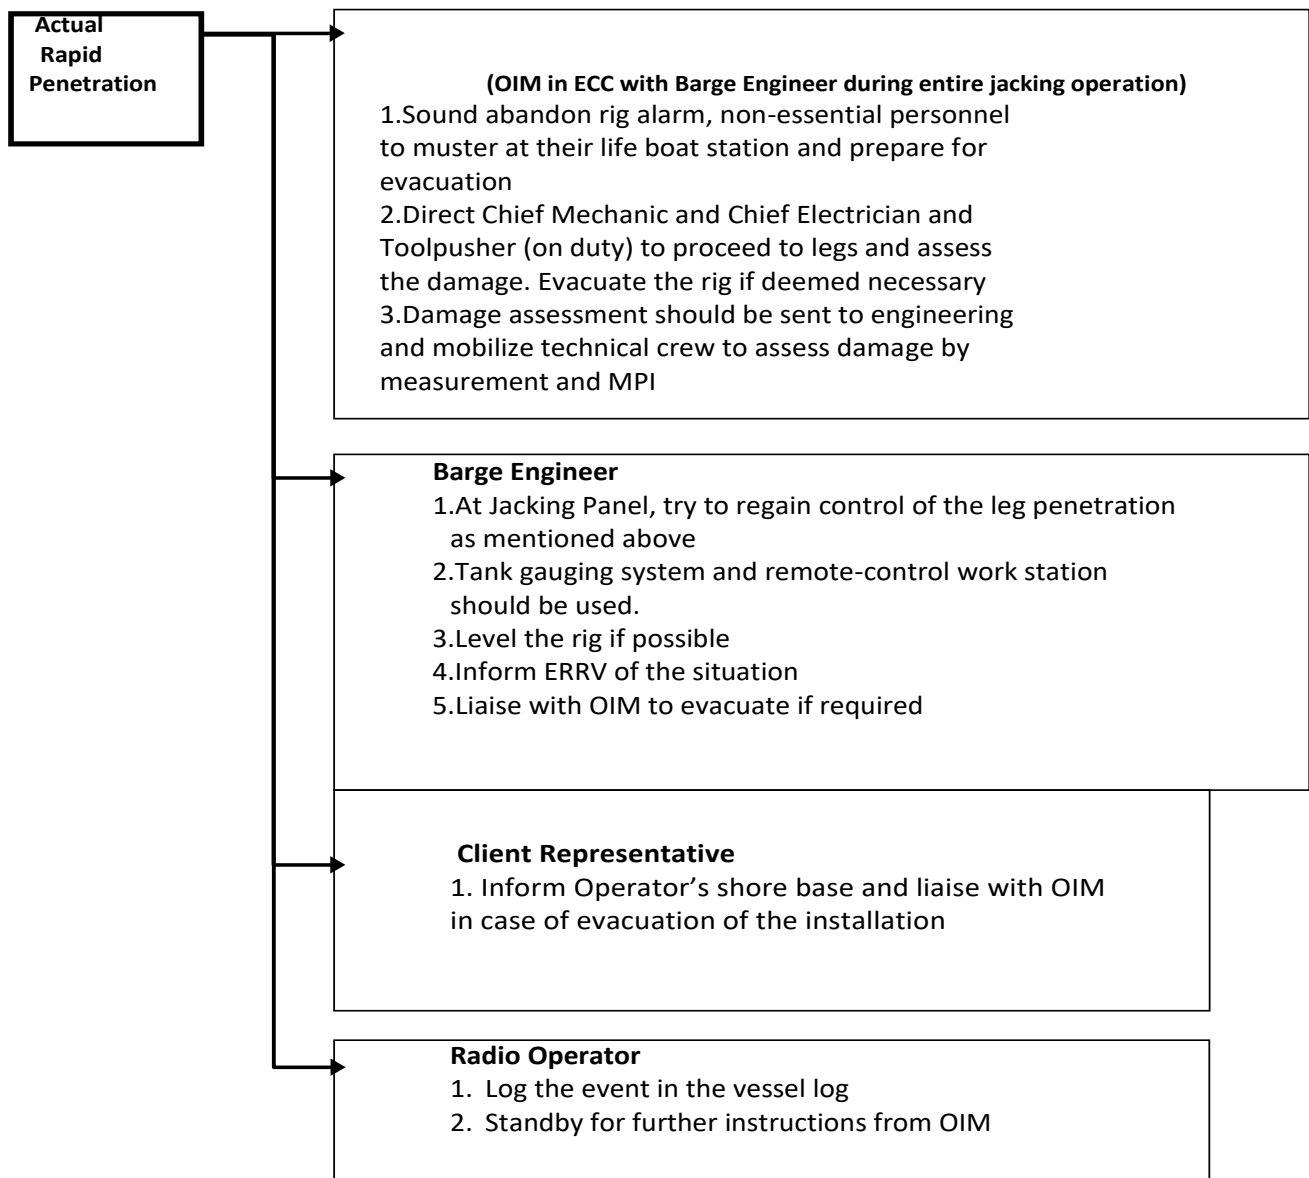 Actual
Rapid
Penetration
(OIM in ECC with Barge Engineer during entire jacking operation)
1.Sound abandon rig alarm, non-essential personnel
to muster at their life boat station and prepare for
evacuation
2.Direct Chief Mechanic and Chief Electrician and
Toolpusher (on duty) to proceed to legs and assess
the damage. Evacuate the rig if deemed necessary
3.Damage assessment should be sent to engineering
and mobilize technical crew to assess damage by
measurement and MPI
Barge Engineer
1.At Jacking Panel, try to regain control of the leg penetration
as mentioned above
2.Tank gauging system and remote-control work station
should be used.
3.Level the rig if possible
4.Inform ERRV of the situation
5.Liaise with OIM to evacuate if required
Client Representative
1. Inform Operator’s shore base and liaise with OIM
in case of evacuation of the installation
Radio Operator
1. Log the event in the vessel log
2. Standby for further instructions from OIM